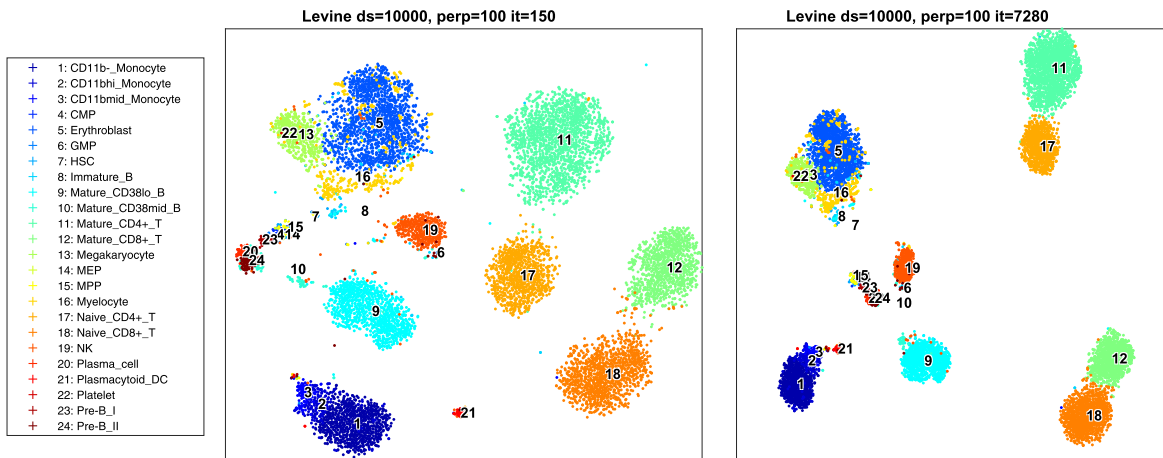 Levine ds=10000, perp=100 it=150
Levine ds=10000, perp=100 it=7280
1: CD11b-_Monocyte
2: CD11bhi_Monocyte
3: CD11bmid_Monocyte
4: CMP
5: Erythroblast
6: GMP
7: HSC
8: Immature_B
9: Mature_CD38lo_B
10: Mature_CD38mid_B
11: Mature_CD4+_T
12: Mature_CD8+_T
13: Megakaryocyte
14: MEP
15: MPP
16: Myelocyte
17: Naive_CD4+_T
18: Naive_CD8+_T
19: NK
20: Plasma_cell
21: Plasmacytoid_DC
22: Platelet
23: Pre-B_I
24: Pre-B_II
5
22 13
11
16
7
8
15
23
4 14
19
20
24
6
10
17
12
9
3
2
18
1
21
11
17
5
22 3
16
8
7
15
19
23
6
24
10
3
21
2
9
12
1
18